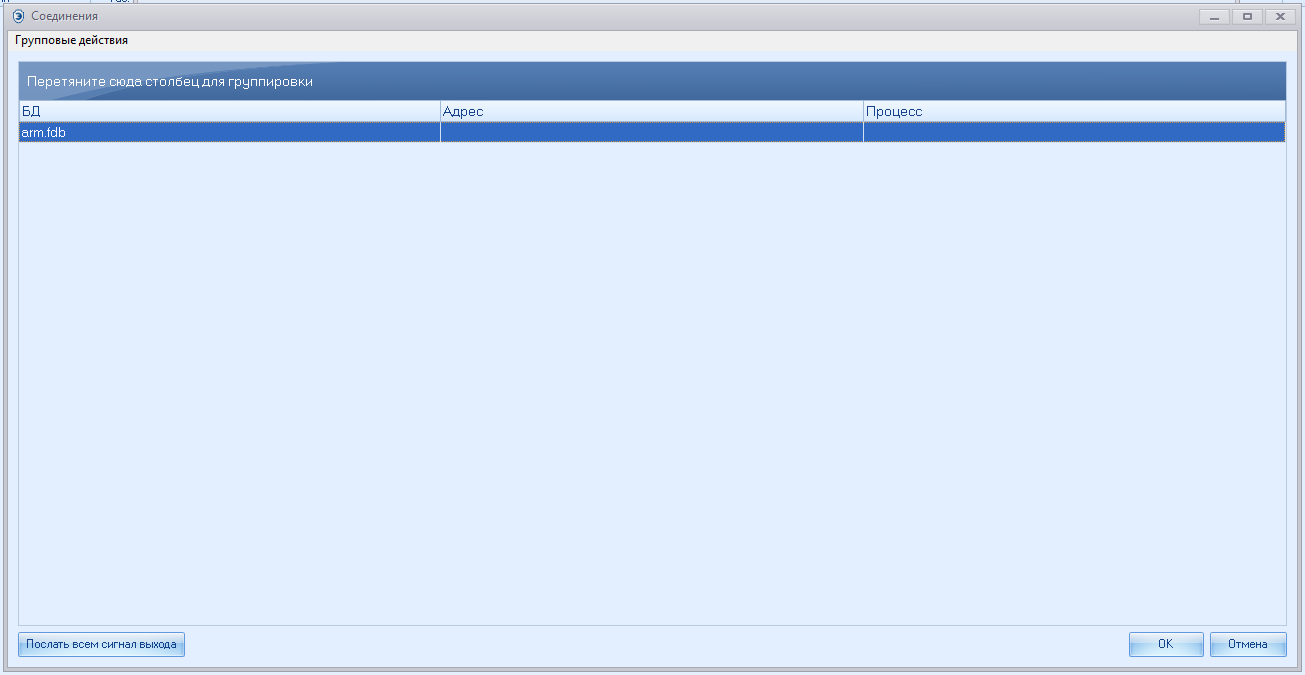 Соединения
Групповые действия
Перетяните сюда столбец для группировки
БД Адрес Процесс
arm.fdb
Послать всем сигнал выхода OK Отмена